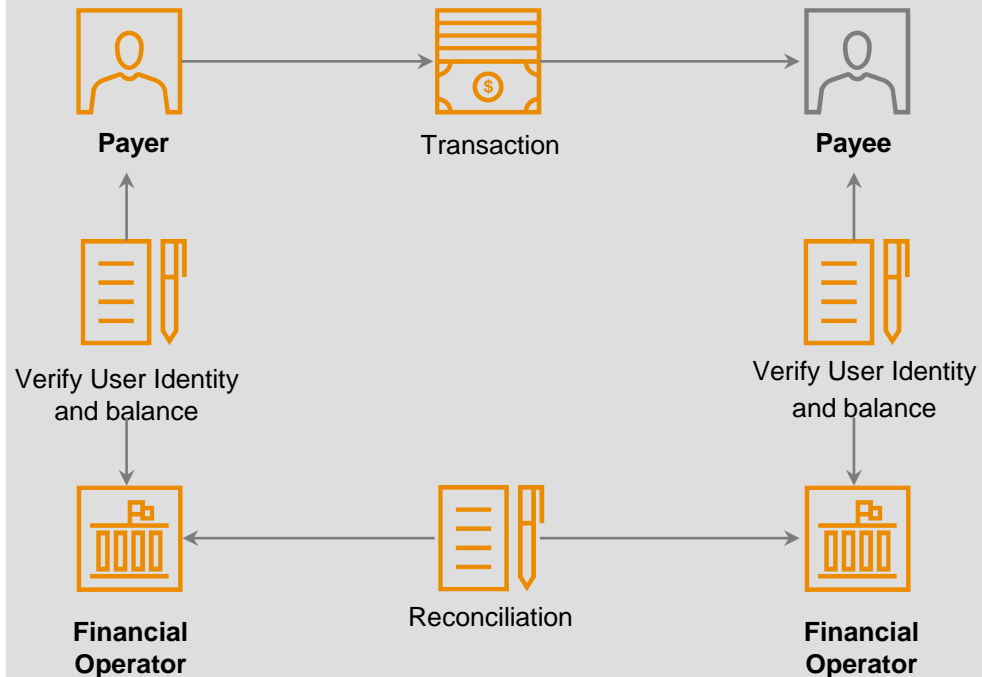 $
Payer
Transaction
Payee
Verify User Identity
and balance
Verify User Identity
and balance
Reconciliation
Financial
Operator
Financial
Operator